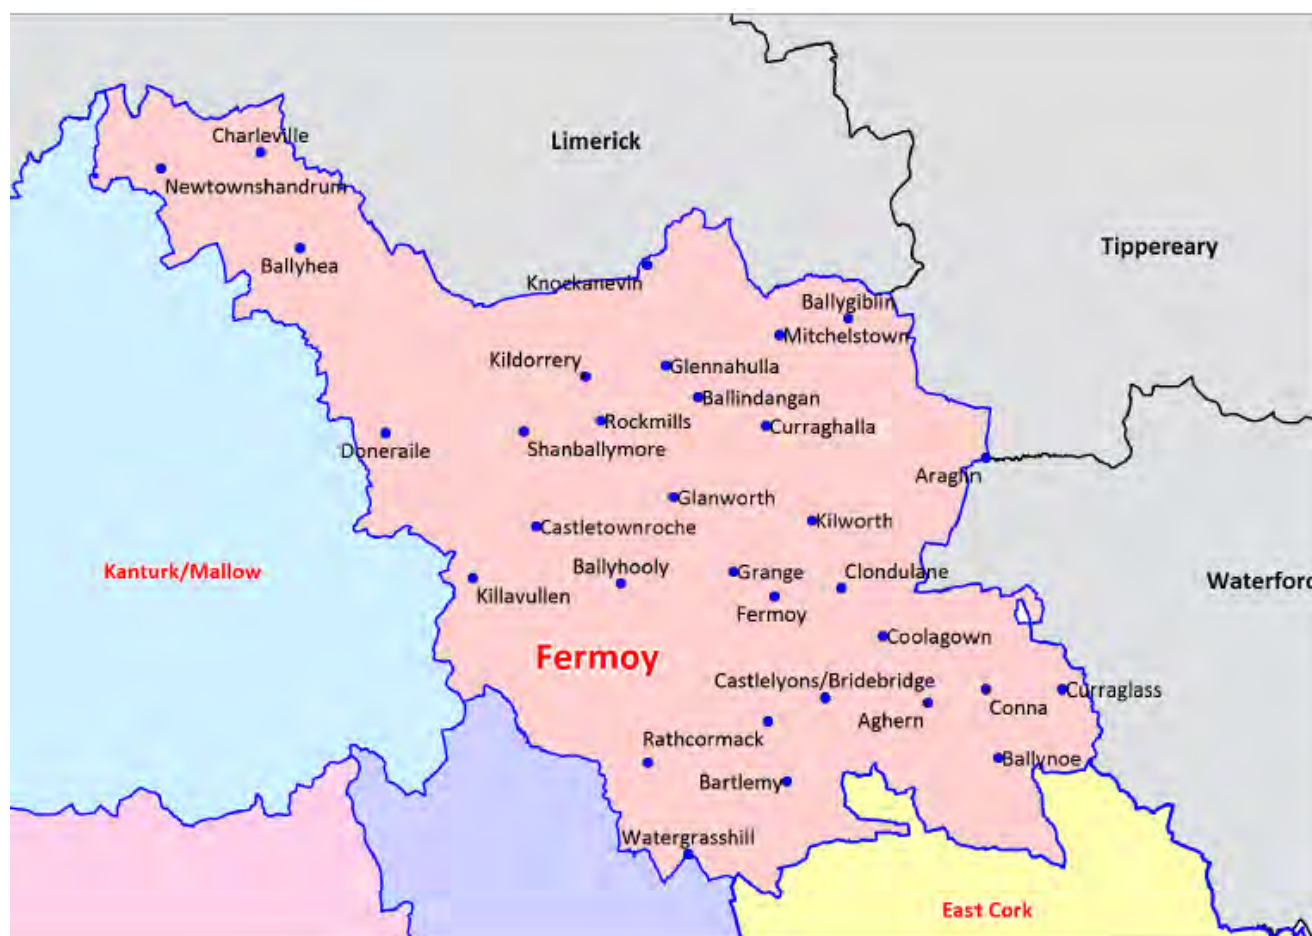 Charleville
Limerick
Newtownshandrum
Tippereary
Ballyhea
Knockanevin
Ballygiblin
Mitchelstown
Kildorrery
Glennahulla
Ballindangan
Rockmills
Curraghalla
Doneraile
Shanballymore
Araglin
Glanworth
Kilworth
Castletownroche
Kanturk/Mallow
Ballyhooly
Grange
Clondulane
Waterford
Killavullen
Fermoy
Coolagown
Fermoy
Castlelyons/Bridebridge
Curraglass
Conna
Aghern
Rathcormack
Ballynoe
Bartlemy
Watergrasshill
East Cork